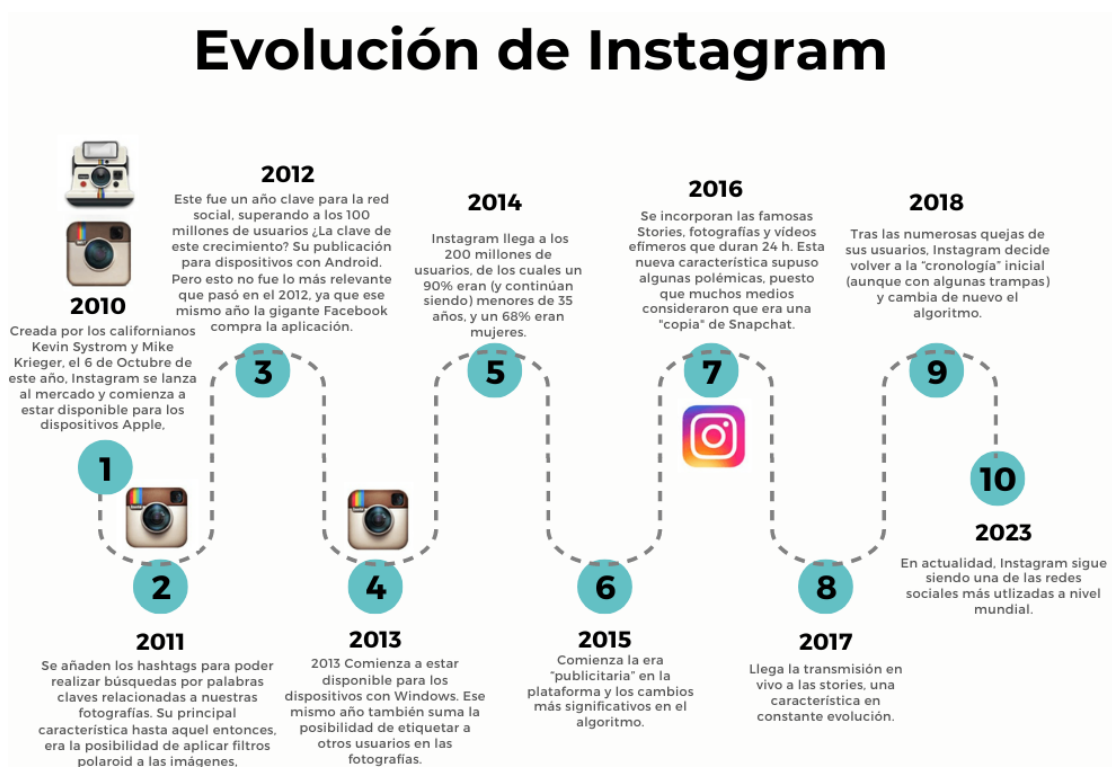 Evolución de Instagram
2010
Creada por los californianos
Kevin Systrom y Mike
Krieger, el 6 de Octubre de
este año, Instagram se lanza
al mercado y comienza a
estar disponible para los
dispositivos Apple,
1
2
2011
Se añaden los hashtags para poder
realizar búsquedas por palabras
claves relacionadas a nuestras
fotografías. Su principal
característica hasta aquel entonces,
era la posibilidad de aplicar filtros
polaroid a las imágenes,
2012
Este fue un año clave para la red
social, superando a los 100
millones de usuarios ¿La clave de
este crecimiento? Su publicación
para dispositivos con Android.
Pero esto no fue lo más relevante
que pasó en el 2012, ya que ese
mismo año la gigante Facebook
compra la aplicación.
3
4
2013
2013 Comienza a estar
disponible para los
dispositivos con Windows. Ese
mismo año también suma la
posibilidad de etiquetar a
otros usuarios en las
fotografías.
2014
Instagram llega a los
200 millones de
usuarios, de los cuales un
90% eran (y continúan
siendo) menores de 35
años, y un 68% eran
mujeres.
5
6
2015
Comienza la era
"publicitaria" en la
plataforma y los cambios
más significativos en el
algoritmo.
2016
Se incorporan las famosas
Stories, fotografías y vídeos
efímeros que duran 24 h. Esta
nueva característica supuso
algunas polémicas, puesto
que muchos medios
consideraron que era una
"copia" de Snapchat.
7
8
2017
Llega la transmisión en
vivo a las stories, una
característica en
constante evolución.
2018
Tras las numerosas quejas de
sus usuarios, Instagram decide
volver a la "cronología" inicial
(aunque con algunas trampas)
y cambia de nuevo el
algoritmo.
9
10
2023
En actualidad, Instagram sigue
siendo una de las redes
sociales más utlizadas a nivel
mundial.